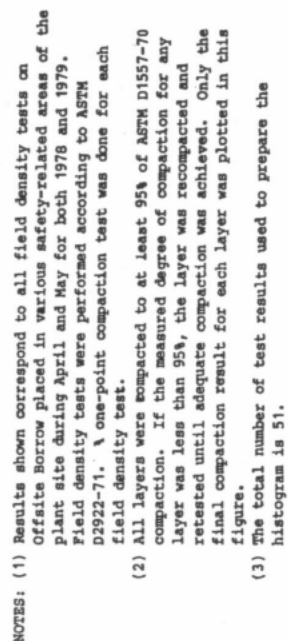 NOTES: (1) Results shown correspond to all field density tests on
Offsite Borrow placed in various safety-related areas of the
plant site during April and May for both 1978 and 1979.
Field density tests were performed according to ASTM
D2922-71. A one-point compaction test was done for each
field density test.
(2) All layers were compacted to at least 95% of ASTM D1557-70
compaction. If the measured degree of compaction for any
layer was less than 95%, the layer was recompacted and
retested until adequate compaction was achieved. Only the
final compaction result for each layer was plotted in this
figure.
(3) The total number of test results used to prepare the
histogram is 51.